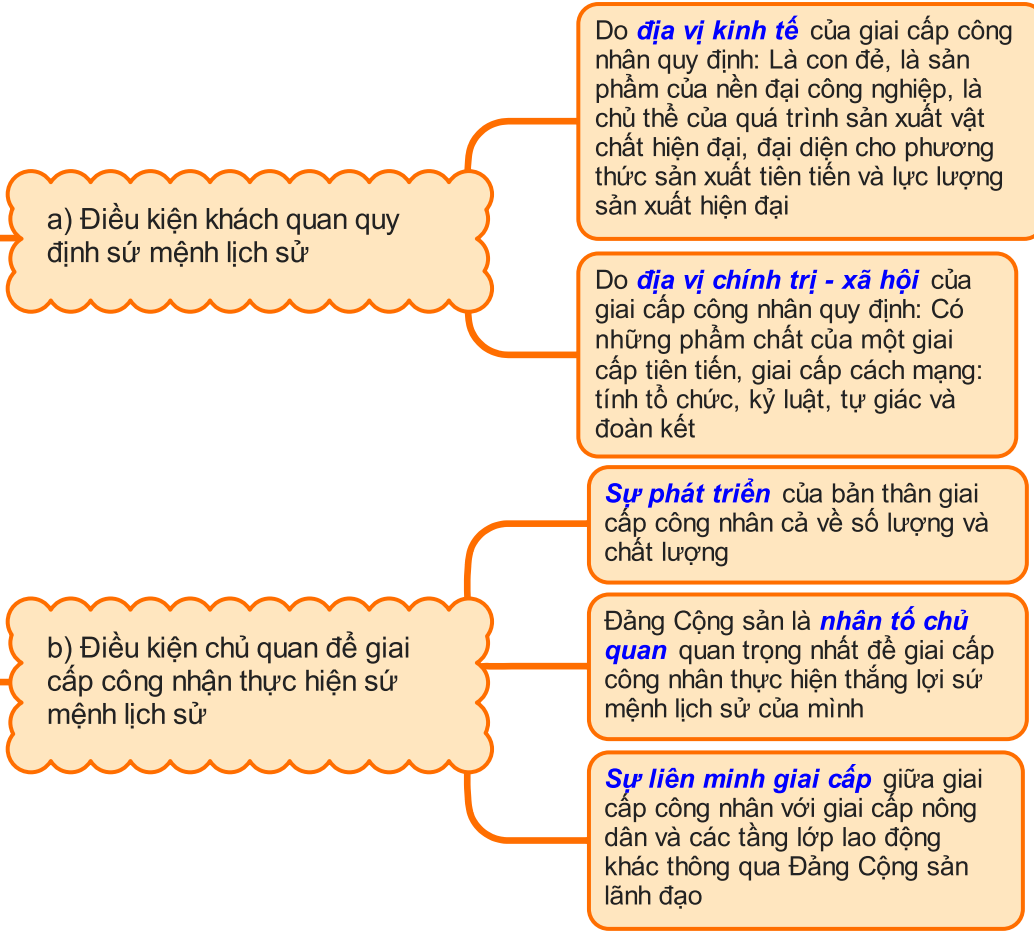 Do địa vị kinh tế của giai cấp công
nhân quy định: Là con đẻ, là sản
phẩm của nền đại công nghiệp, là
chủ thể của quá trình sản xuất vật
chất hiện đại, đại diện cho phương
thức sản xuất tiên tiến và lực lượng
sản xuất hiện đại
a) Điều kiện khách quan quy
định sứ mệnh lịch sử
Do địa vị chính trị - xã hội của
giai cấp công nhân quy định: Có
những phẩm chất của một giai
cấp tiên tiến, giai cấp cách mạng:
tính tổ chức, kỷ luật, tự giác và
đoàn kết
Sự phát triển của bản thân giai
cấp công nhân cả về số lượng và
chất lượng
b) Điều kiện chủ quan để giai
cấp công nhận thực hiện sứ
mệnh lịch sử
Đảng Cộng sản là nhân tố chủ
quan quan trọng nhất để giai cấp
công nhân thực hiện thắng lợi sứ
mệnh lịch sử của mình
Sự liên minh giai cấp giữa giai
cấp công nhân với giai cấp nông
dân và các tầng lớp lao động
khác thông qua Đảng Cộng sản
lãnh đạo